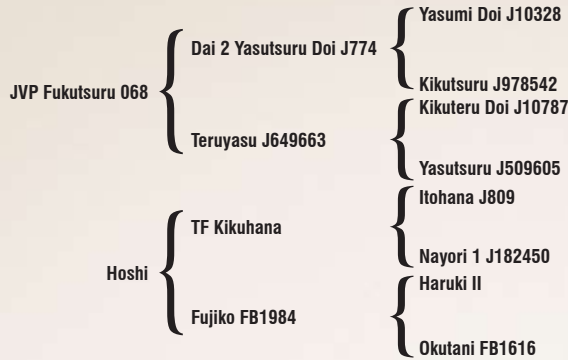 Yasumi Doi J10328
Dai 2 Yasutsuru Doi J774
Kikutsuru J978542
JVP Fukutsuru 068
Kikuteru Doi J10787
Teruyasu J649663
Yasutsuru J509605
Itohana J809
TF Kikuhana
Nayori 1 J182450
Hoshi
Haruki II
Fujiko FB1984
Okutani FB1616